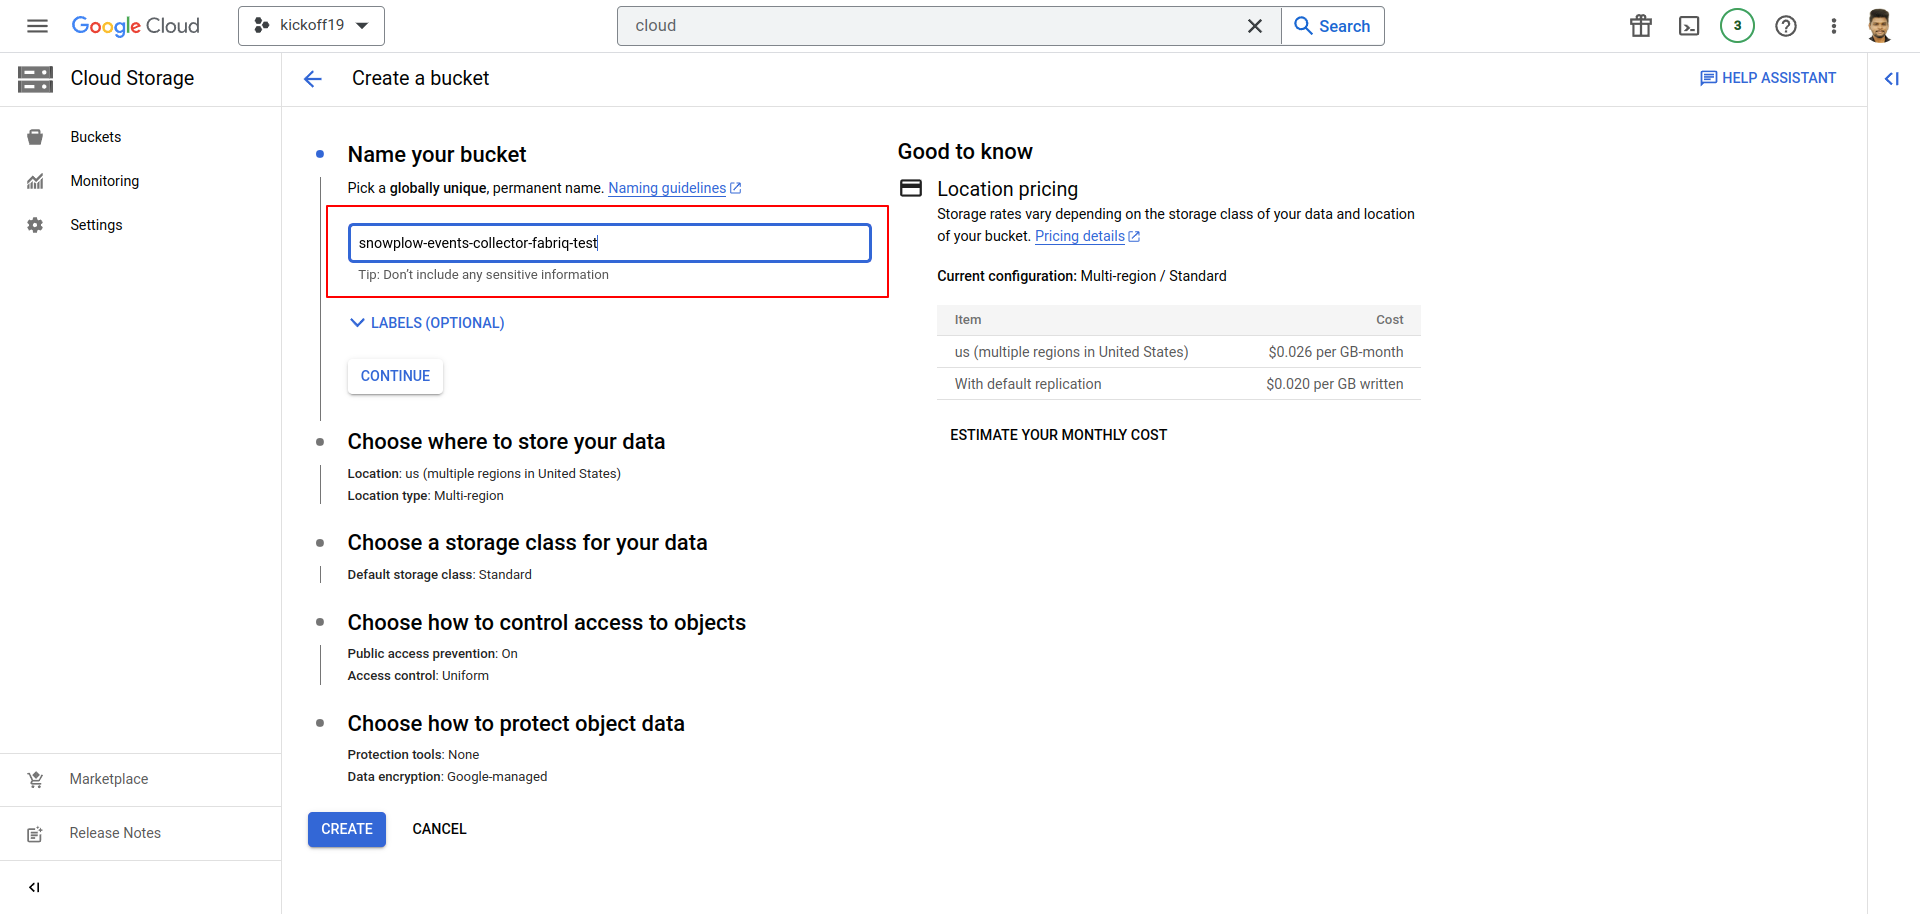 Google Cloud
kickoff19
cloud
Search
3
Cloud Storage
Create a bucket
HELP ASSISTANT
Buckets
Monitoring
Settings
Name your bucket
Pick a globally unique, permanent name. Naming guidelines
snowplow-events-collector-fabriq-test
Tip: Don't include any sensitive information
LABELS (OPTIONAL)
CONTINUE
Choose where to store your data
Location: us (multiple regions in United States)
Location type: Multi-region
Choose a storage class for your data
Default storage class: Standard
Choose how to control access to objects
Public access prevention: On
Access control: Uniform
Choose how to protect object data
Protection tools: None
Data encryption: Google-managed
CREATE
CANCEL
Good to know
Location pricing
Storage rates vary depending on the storage class of your data and location
of your bucket. Pricing details
Current configuration: Multi-region / Standard
Item Cost
us (multiple regions in United States) $0.026 per GB-month
With default replication $0.020 per GB written
ESTIMATE YOUR MONTHLY COST
Marketplace
Release Notes